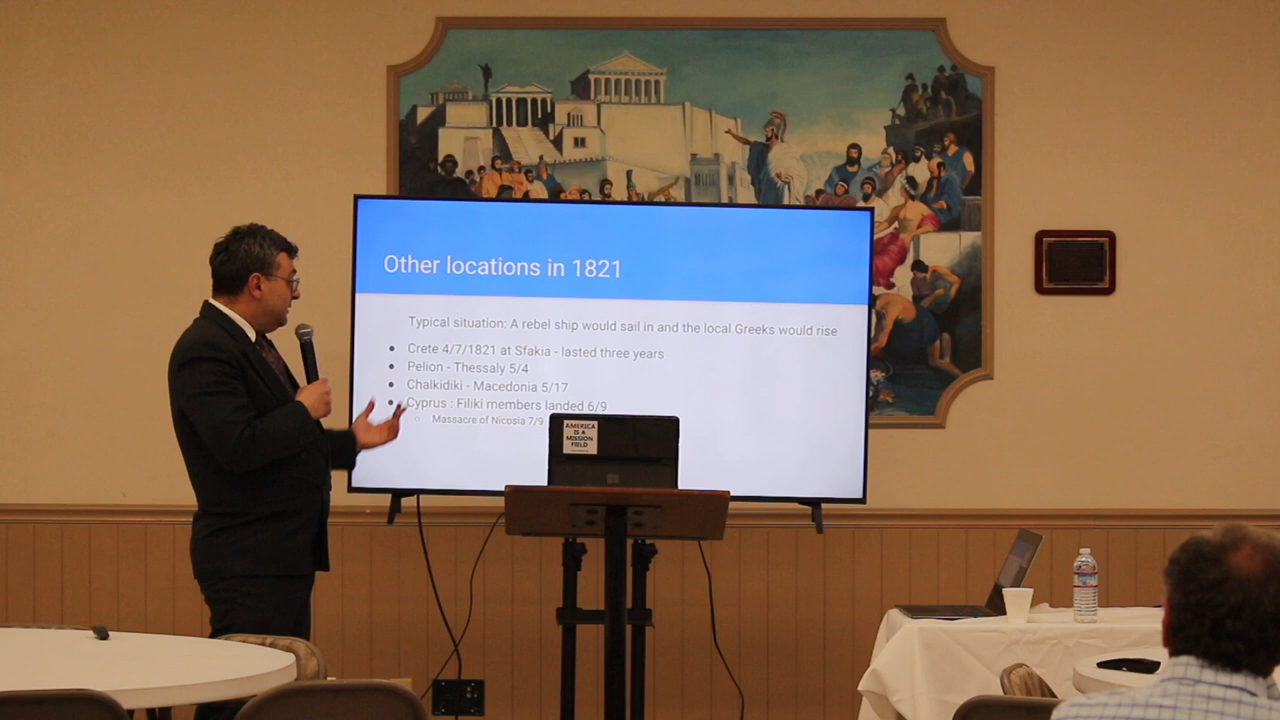 Other locations in 1821
Typical situation: A rebel ship would sail in and the local Greeks would rise
● Crete 4/7/1821 at Sfakia - lasted three years
● Pelion - Thessaly 5/4
● Chalkidiki - Macedonia 5/17
● Cyprus : Filiki members landed 6/9
○ Massacre of Nicosia 7/9
AMERICA
IS A
MISSION
FIELD